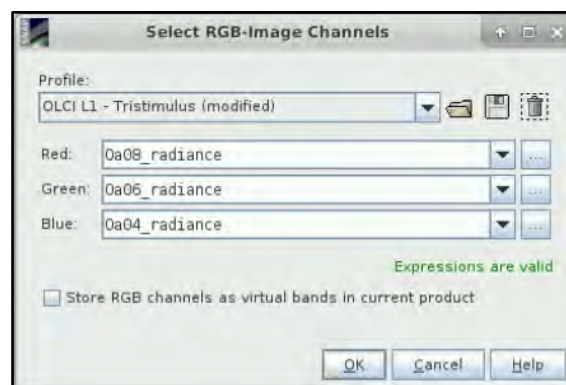 Select RGB-Image Channels
Profile:
OLCI L1 - Tristimulus (modified)
Red: Oa08_radiance ...
Green: Oa06_radiance ...
Blue: Oa04_radiance ...
Expressions are valid
Store RGB channels as virtual bands in current product
OK Cancel Help